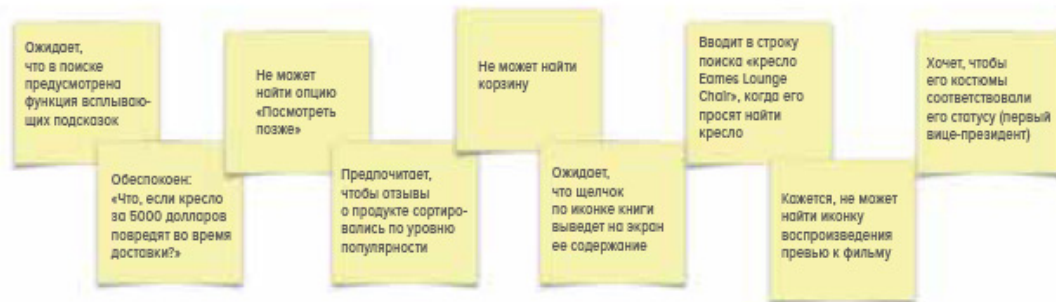 Ожидает,
что в поиске
предусмотрена
функция всплываю-
щих подсказок
Обеспокоен:
«Что, если кресло
за 5000 долларов
повредят во время
доставки?»
Не может
найти опцию
«Посмотреть
позже»
Предпочитает,
чтобы отзывы
о продукте сортиро-
вались по уровню
популярности
Не может найти
корзину
Ожидает,
что щелчок
по иконке книги
выведет на экран
ее содержание
Вводит в строку
поиска «кресло
Eames Lounge
Chair», когда его
просят найти
кресло
Кажется, не может
найти иконку
воспроизведения
превью к фильму
Хочет, чтобы
его костюмы
соответствовали
его статусу (первый
вице-президент)